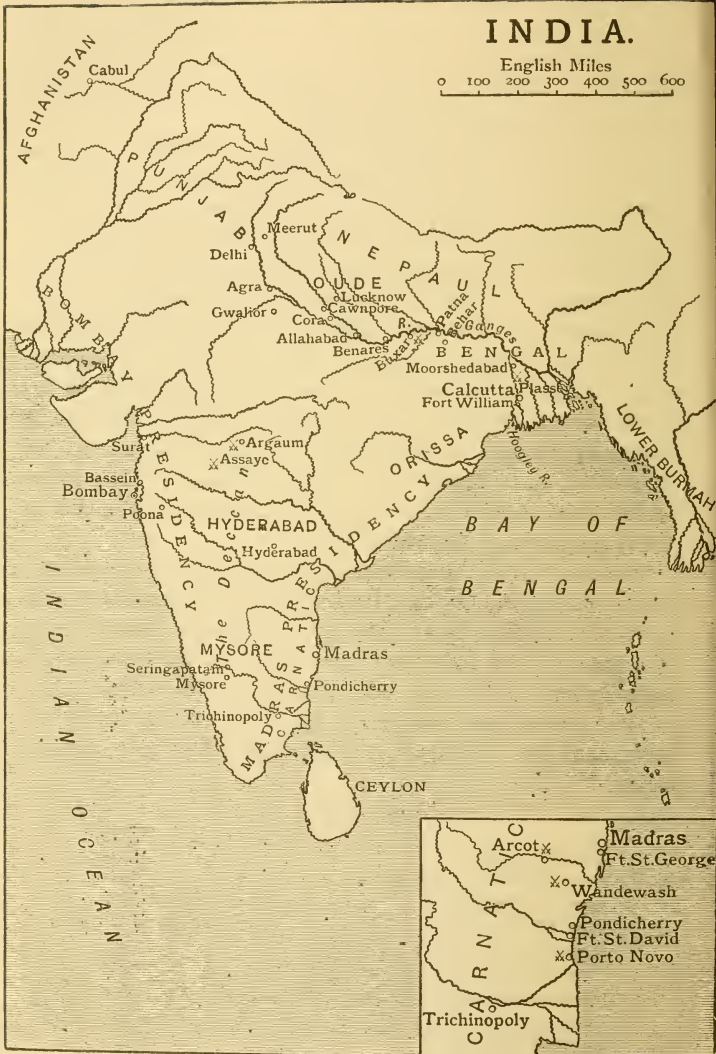 INDIA.
English Miles
0 100 200 300 400 500 600
AFGHANISTAN
Cabul
PUNJAB
Meerut
Delhi
NEPAUL
OUDE
Agra
Lucknow
Gwalior
Cawnpore
Cora
Allahabad
Benares
Buxar
Patna
Behar
R. Ganges
BENGAL
Moorshedabad
Calcutta
Plassey
Fort William
Hoogley R.
LOWER BURMAH
BOMBAY
PRESIDENCY
Surat
Argaum
Assaye
ORISSA
Bassein
Bombay
Poona
The Deccan
HYDERABAD
Hyderabad
BAY OF
BENGAL
INDIAN OCEAN
MADRAS PRESIDENCY
CARNATIC
MYSORE
Madras
Seringapatam
Mysore
Pondicherry
Trichinopoly
CEYLON
CARNAT
Arcot
Madras
Ft.St.George
Wandewash
Pondicherry
Ft.St.David
Porto Novo
Trichinopoly